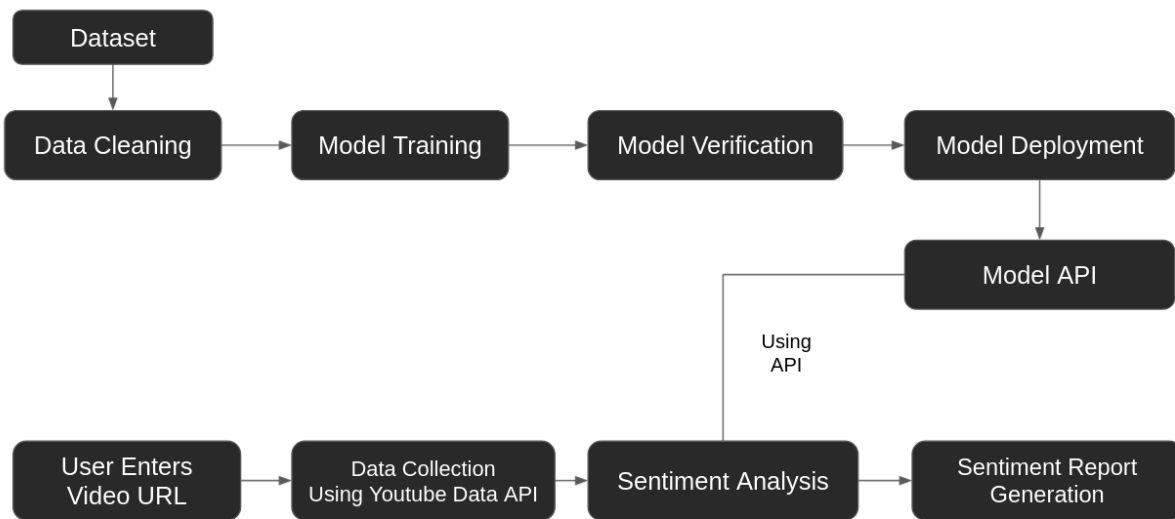 Dataset
Data Cleaning
Model Training
Model Verification
Model Deployment
Model API
Using
API
User Enters
Video URL
Data Collection
Using Youtube Data API
Sentiment Analysis
Sentiment Report
Generation